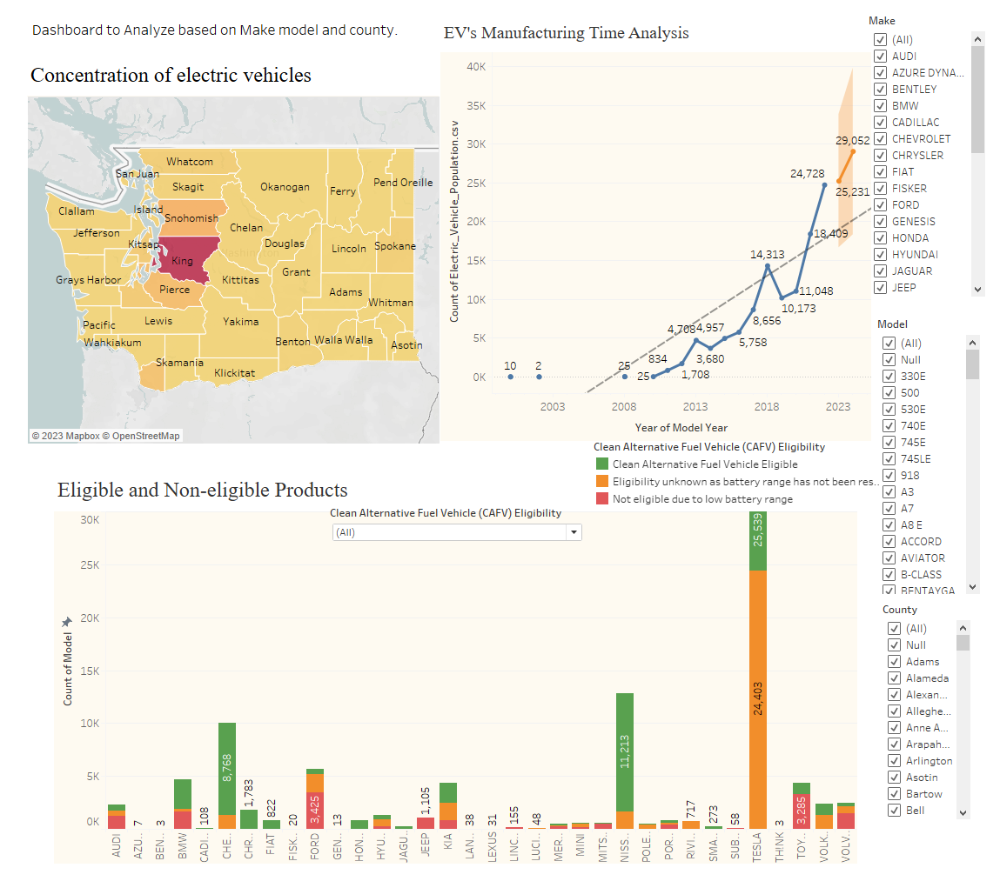 Dashboard to Analyze based on Make model and county.
Concentration of electric vehicles
Whatcom
San Juan
Skagit
Okanogan
Ferry
Pend Oreille
Clallam
Island
Snohomish
Jefferson
Chelan
Kitsap
Douglas
Lincoln
Spokane
King
Washington
Grant
Grays Harbor
Kittitas
Pierce
Adams
Whitman
Pacific
Lewis
Yakima
Wahkiakum
Benton
Walla Walla
Asotin
Skamania
Klickitat
© 2023 Mapbox © OpenStreetMap
EV's Manufacturing Time Analysis
Count of Electric_Vehicle_Population.csv
40K
35K
30K
25K
20K
15K
10K
5K
0K
10
2
25
25
834
1,708
4,708
3,680
4,957
5,758
8,656
14,313
10,173
11,048
18,409
24,728
25,231
29,052
2003
2008
2013
2018
2023
Year of Model Year
Make
(All)
AUDI
AZURE DYNA...
BENTLEY
BMW
CADILLAC
CHEVROLET
CHRYSLER
FIAT
FISKER
FORD
GENESIS
HONDA
HYUNDAI
JAGUAR
JEEP
Model
(All)
Null
330E
500
530E
740E
745E
745LE
918
A3
A7
A8 E
ACCORD
AVIATOR
B-CLASS
BENTAYGA
County
(All)
Null
Adams
Alameda
Alexan...
Alleghe...
Anne A...
Arapah...
Arlington
Asotin
Bartow
Bell
Clean Alternative Fuel Vehicle (CAFV) Eligibility
Clean Alternative Fuel Vehicle Eligible
Eligibility unknown as battery range has not been res..
Not eligible due to low battery range
Eligible and Non-eligible Products
Clean Alternative Fuel Vehicle (CAFV) Eligibility
(All)
Count of Model
30K
25K
20K
15K
10K
5K
0K
7
3
108
8,768
1,783
822
20
3,425
13
1,105
38
31
155
48
11,213
717
273
58
25,539
24,403
3
3,285
AUDI
AZU..
BEN..
BMW
CADI..
CHE..
CHR..
FIAT
FISK..
FORD
GEN..
HON..
HYU..
JAGU..
JEEP
KIA
LAN..
LEXUS
LINC..
LUCI..
MER..
MINI
MITS..
NISS..
POLE..
POR..
RIVI..
SMA..
SUB..
TESLA
THINK
TOY..
VOLK..
VOLV..